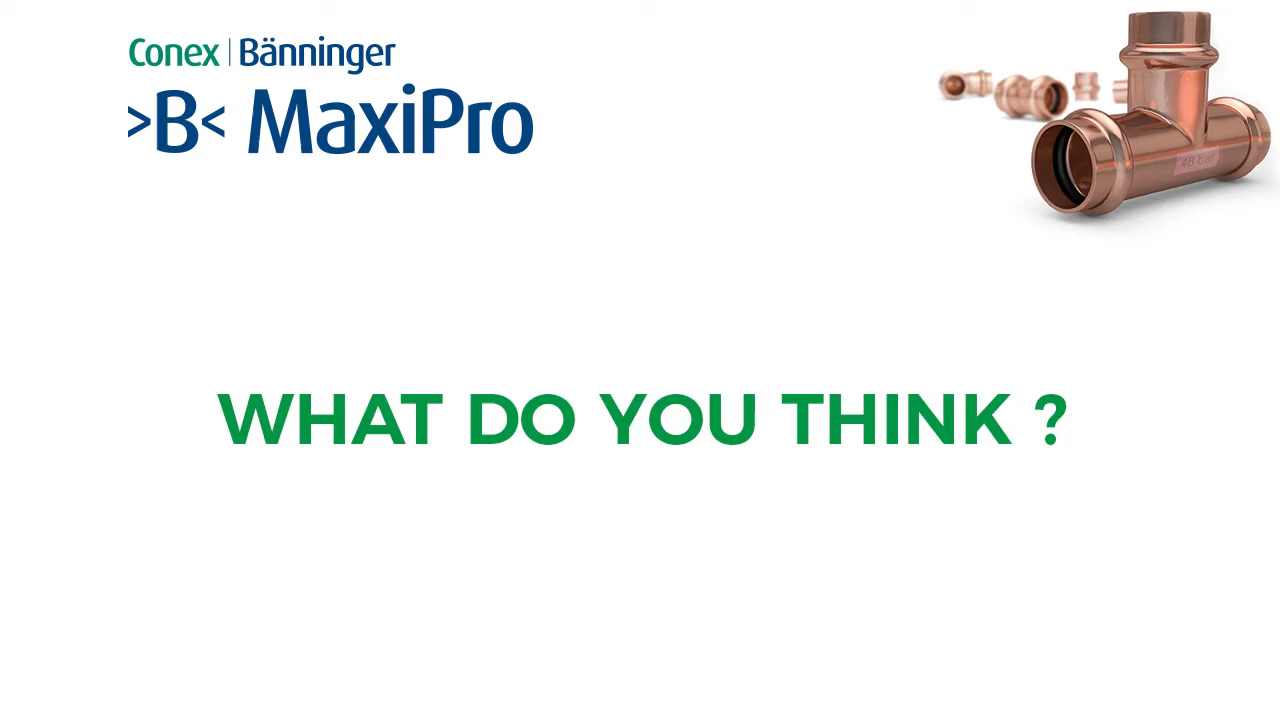 Conex | Bänninger
>B< MaxiPro
48 bar
WHAT DO YOU THINK ?